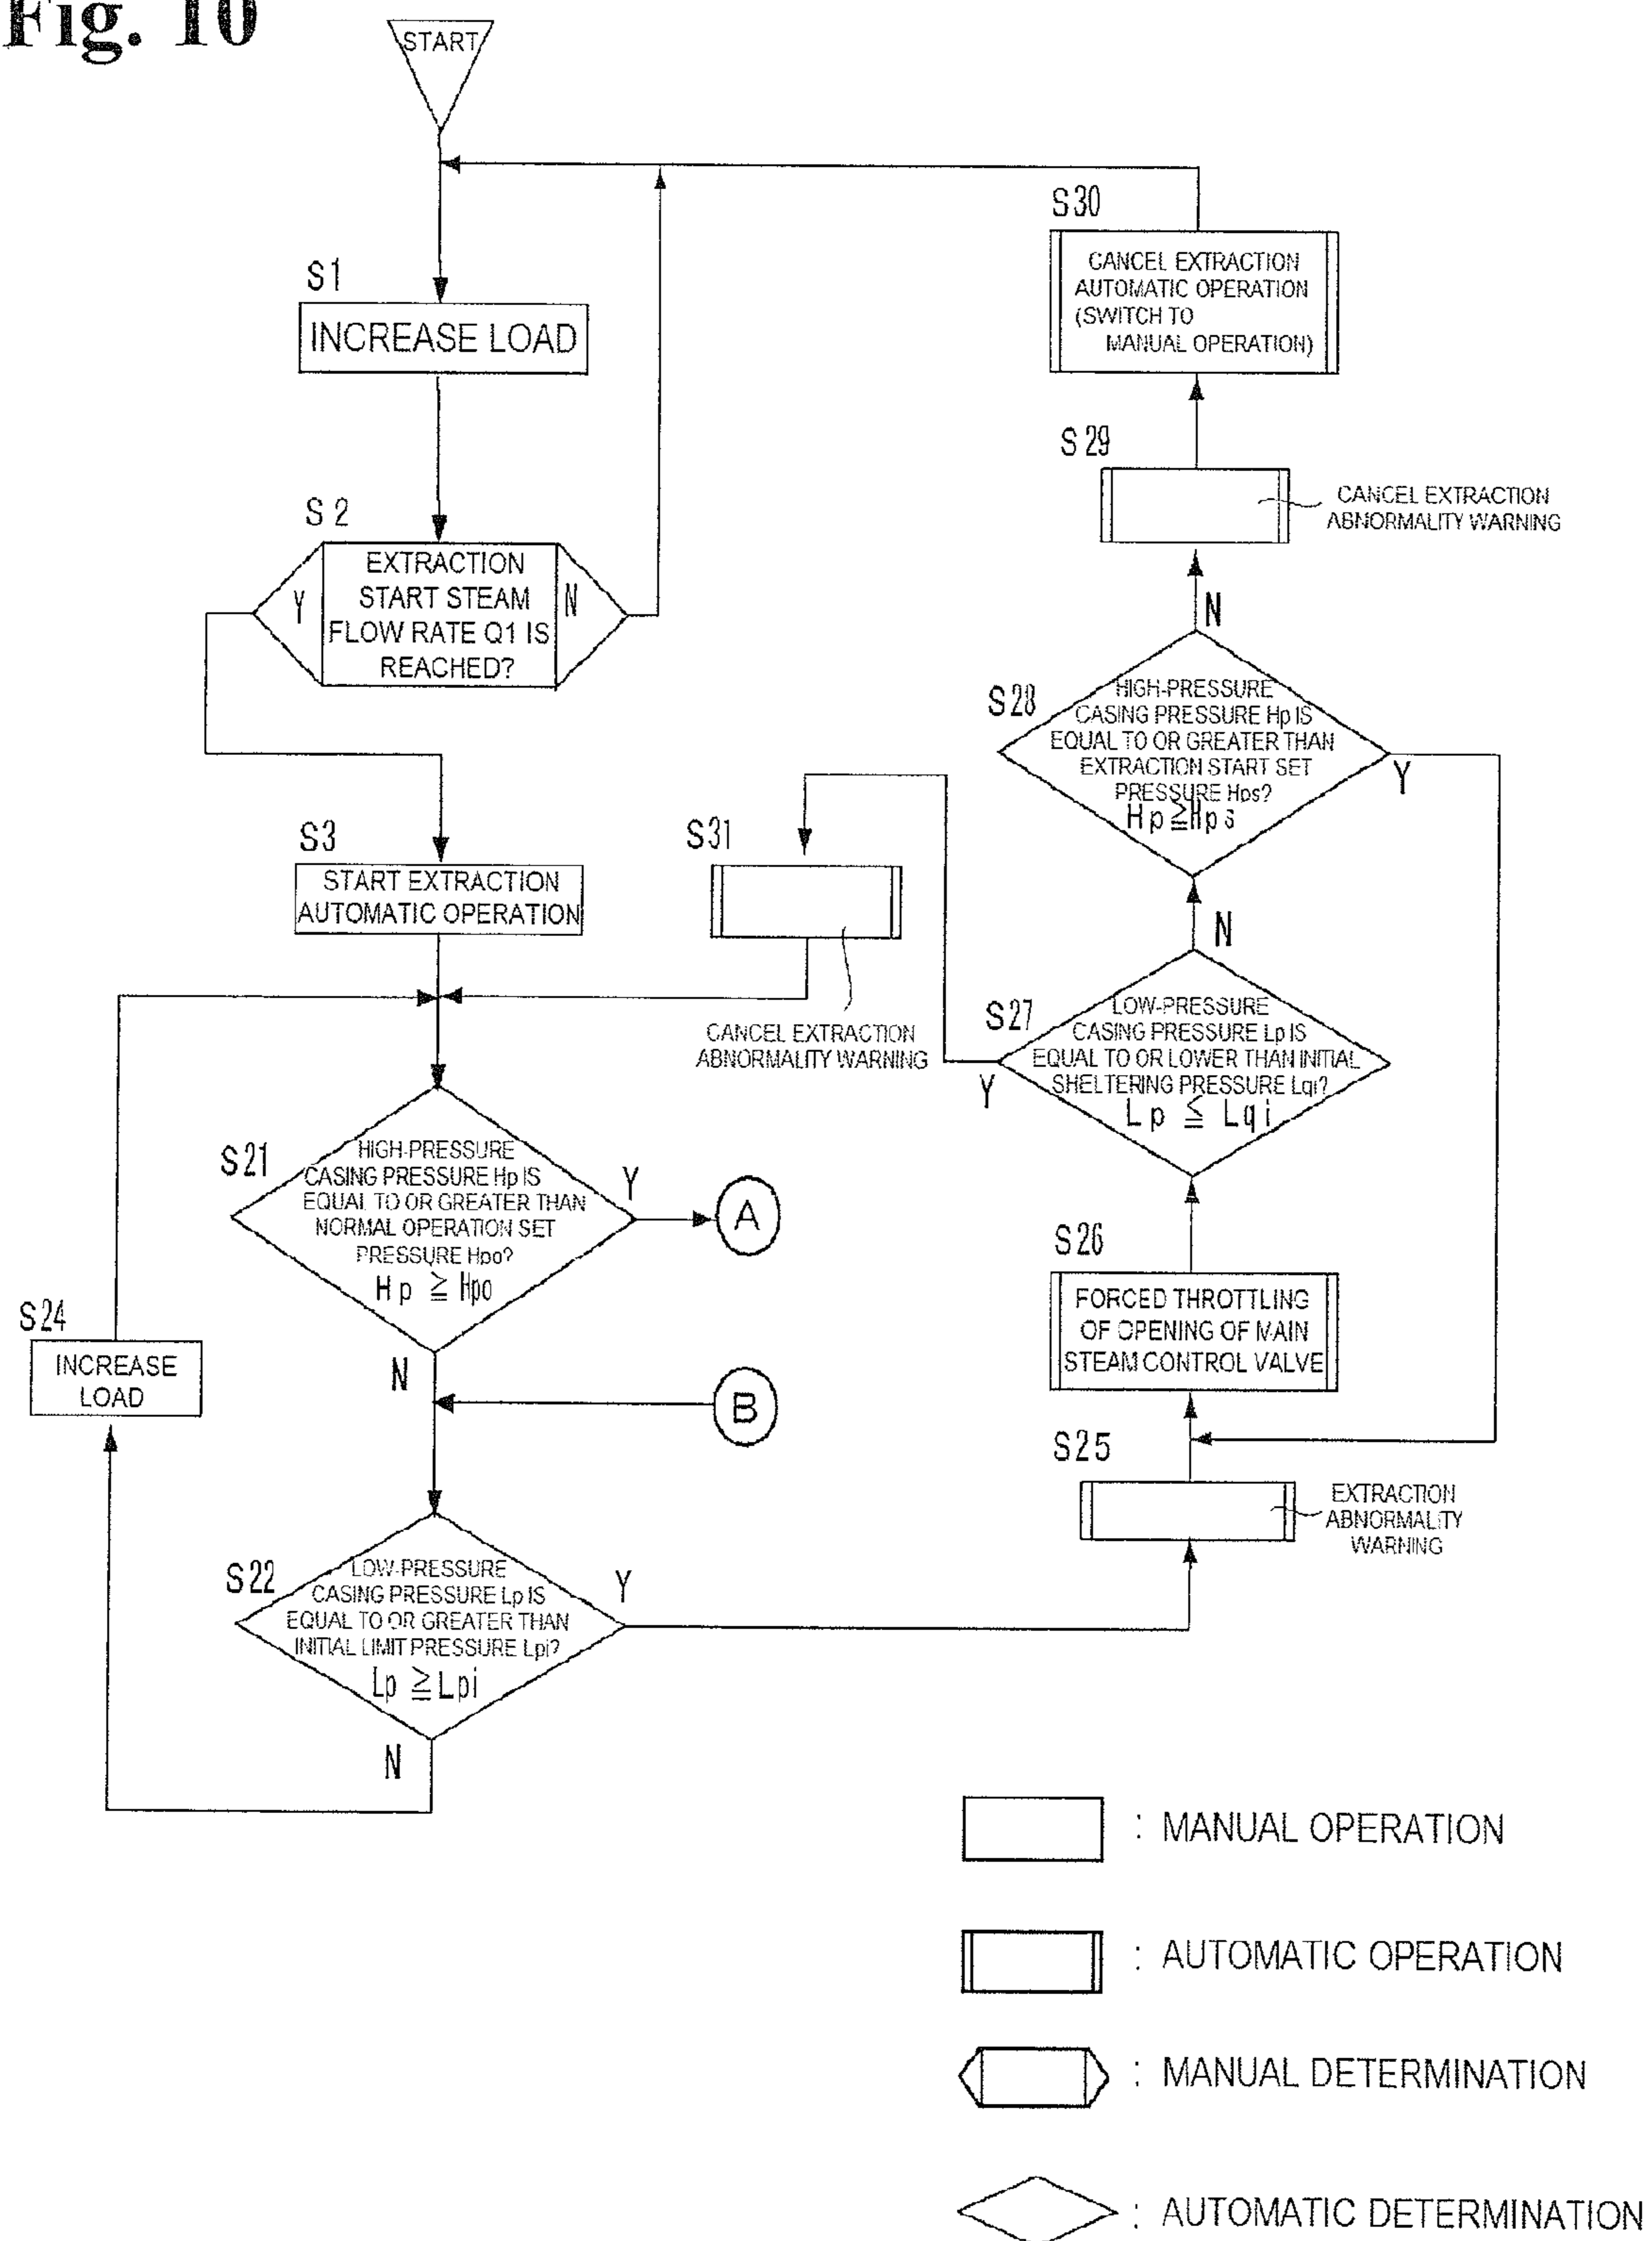 Fig. 10
START
S1
INCREASE LOAD
S2
EXTRACTION
START STEAM
FLOW RATE Q1 IS
REACHED?
Y
N
S3
START EXTRACTION
AUTOMATIC OPERATION
S21
HIGH-PRESSURE
CASING PRESSURE Hp IS
EQUAL TO OR GREATER THAN
NORMAL OPERATION SET
PRESSURE Hpo?
Hp ≧ Hpo
Y
A
N
B
S24
INCREASE
LOAD
S22
LOW-PRESSURE
CASING PRESSURE Lp IS
EQUAL TO OR GREATER THAN
INITIAL LIMIT PRESSURE Lpi?
Lp ≧ Lpi
Y
N
S25
EXTRACTION
ABNORMALITY
WARNING
S26
FORCED THROTTLING
OF OPENING OF MAIN
STEAM CONTROL VALVE
S27
LOW-PRESSURE
CASING PRESSURE Lp IS
EQUAL TO OR LOWER THAN INITIAL
SHELTERING PRESSURE Lqi?
Lp ≦ Lqi
Y
N
S31
CANCEL EXTRACTION
ABNORMALITY WARNING
S28
HIGH-PRESSURE
CASING PRESSURE Hp IS
EQUAL TO OR GREATER THAN
EXTRACTION START SET
PRESSURE Hps?
Hp ≧ Hps
Y
N
S29
CANCEL EXTRACTION
ABNORMALITY WARNING
S30
CANCEL EXTRACTION
AUTOMATIC OPERATION
(SWITCH TO
MANUAL OPERATION)
: MANUAL OPERATION
: AUTOMATIC OPERATION
: MANUAL DETERMINATION
: AUTOMATIC DETERMINATION